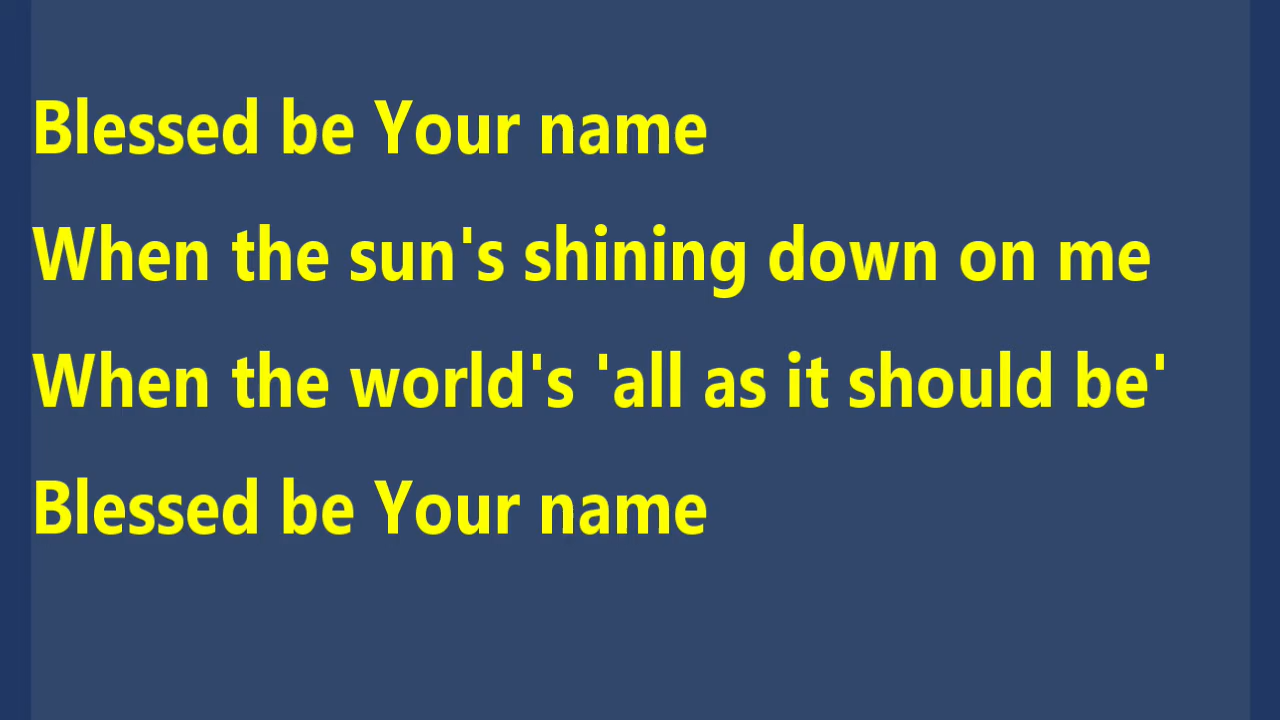 Blessed be Your name
When the sun's shining down on me
When the world's 'all as it should be'
Blessed be Your name